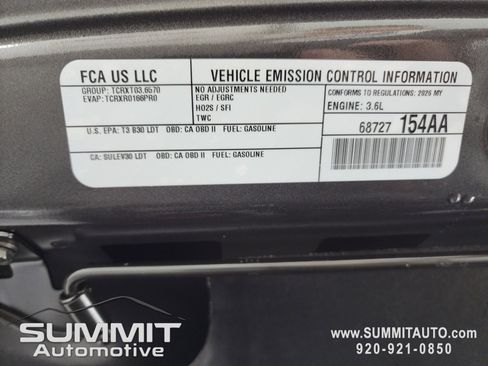 FCA US LLC
VEHICLE EMISSION CONTROL INFORMATION
GROUP: TCRXT03.6570
EVAP: TCRXR0166PR0
NO ADJUSTMENTS NEEDED
EGR / EGRC
HO2S / SFI
TWC
CONFORMS TO REGULATIONS: 2026 MY
ENGINE: 3.6L
U.S. EPA: T3 B30 LDT OBD: CA OBD II FUEL: GASOLINE
68727 154AA
CA: SULEV30 LDT OBD: CA OBD II FUEL: GASOLINE
SUMMIT
Automotive
www.SUMMITAUTO.com
920-921-0850